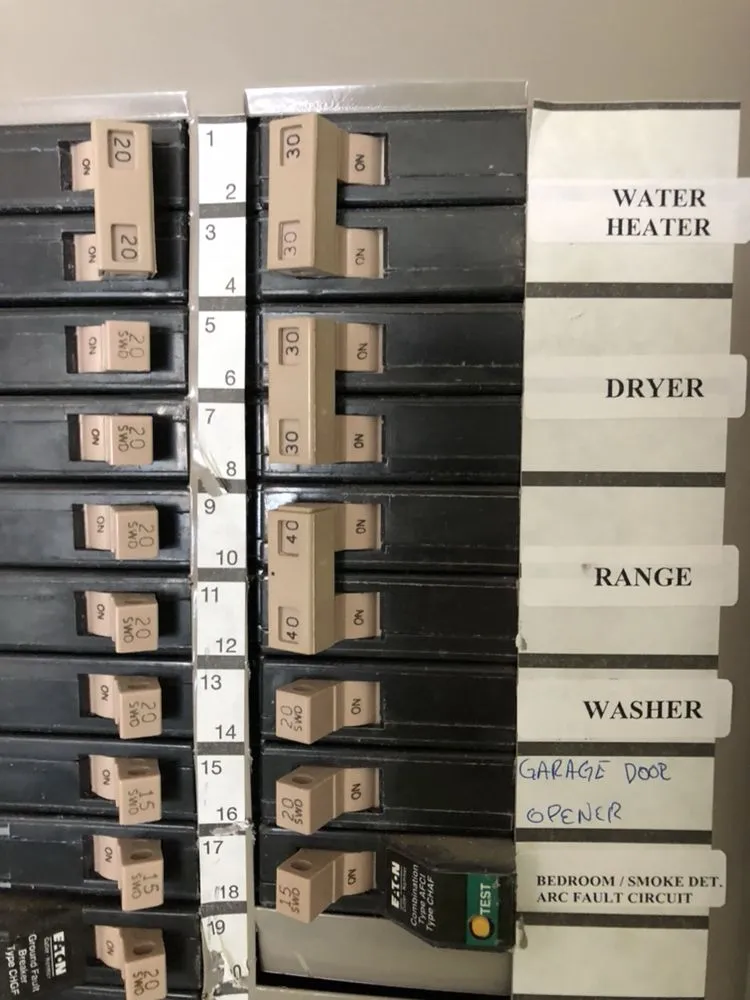 20
ON
1
30
ON
WATER
2
HEATER
20
ON
3
30
ON
4
20
SWD
ON
5
30
ON
6
DRYER
20
SWD
ON
7
30
ON
8
20
SWD
ON
9
40
ON
10
RANGE
20
SWD
ON
11
40
ON
12
20
SWD
ON
13
20
SWD
ON
WASHER
14
15
SWD
ON
15
20
SWD
ON
GARAGE DOOR
16
OPENER
15
SWD
ON
17
15
SWD
ON
EATON
Combination
Type AFCI
Type CHAF
TEST
BEDROOM / SMOKE DET.
ARC FAULT CIRCUIT
18
20
SWD
ON
19
EATON
Ground Fault
Breaker
Type CHGF